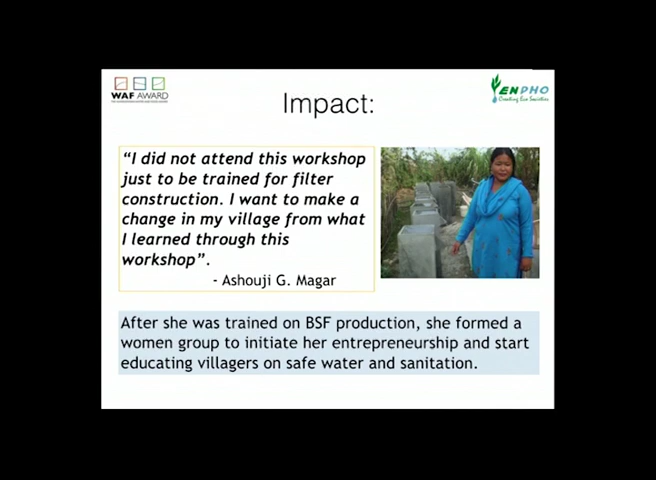 WAF AWARD
ENPHO
Creating Eco Societies
Impact:
“I did not attend this workshop
just to be trained for filter
construction. I want to make a
change in my village from what
I learned through this
workshop”.
- Ashouji G. Magar
After she was trained on BSF production, she formed a
women group to initiate her entrepreneurship and start
educating villagers on safe water and sanitation.